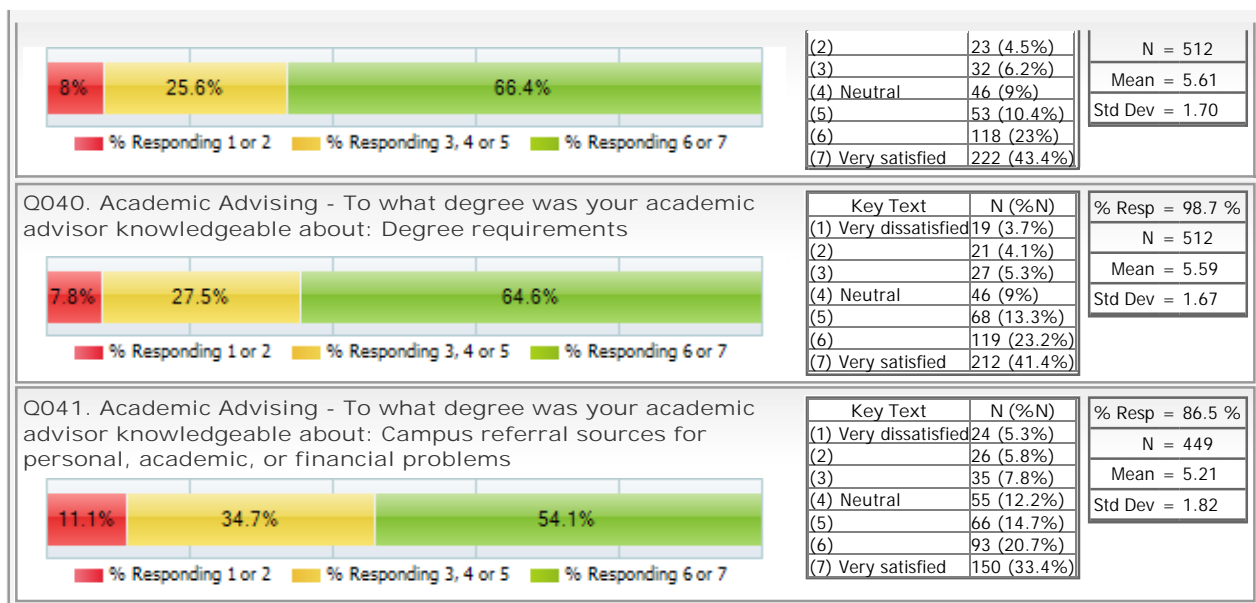 (2) 23 (4.5%)
(3) 32 (6.2%)
(4) Neutral 46 (9%)
(5) 53 (10.4%)
(6) 118 (23%)
(7) Very satisfied 222 (43.4%)
N = 512
Mean = 5.61
Std Dev = 1.70
8% 25.6% 66.4%
% Responding 1 or 2 % Responding 3, 4 or 5 % Responding 6 or 7
Q040. Academic Advising - To what degree was your academic
advisor knowledgeable about: Degree requirements
7.8% 27.5% 64.6%
% Responding 1 or 2 % Responding 3, 4 or 5 % Responding 6 or 7
Key Text N (%N)
(1) Very dissatisfied 19 (3.7%)
(2) 21 (4.1%)
(3) 27 (5.3%)
(4) Neutral 46 (9%)
(5) 68 (13.3%)
(6) 119 (23.2%)
(7) Very satisfied 212 (41.4%)
% Resp = 98.7 %
N = 512
Mean = 5.59
Std Dev = 1.67
Q041. Academic Advising - To what degree was your academic
advisor knowledgeable about: Campus referral sources for
personal, academic, or financial problems
11.1% 34.7% 54.1%
% Responding 1 or 2 % Responding 3, 4 or 5 % Responding 6 or 7
Key Text N (%N)
(1) Very dissatisfied 24 (5.3%)
(2) 26 (5.8%)
(3) 35 (7.8%)
(4) Neutral 55 (12.2%)
(5) 66 (14.7%)
(6) 93 (20.7%)
(7) Very satisfied 150 (33.4%)
% Resp = 86.5 %
N = 449
Mean = 5.21
Std Dev = 1.82